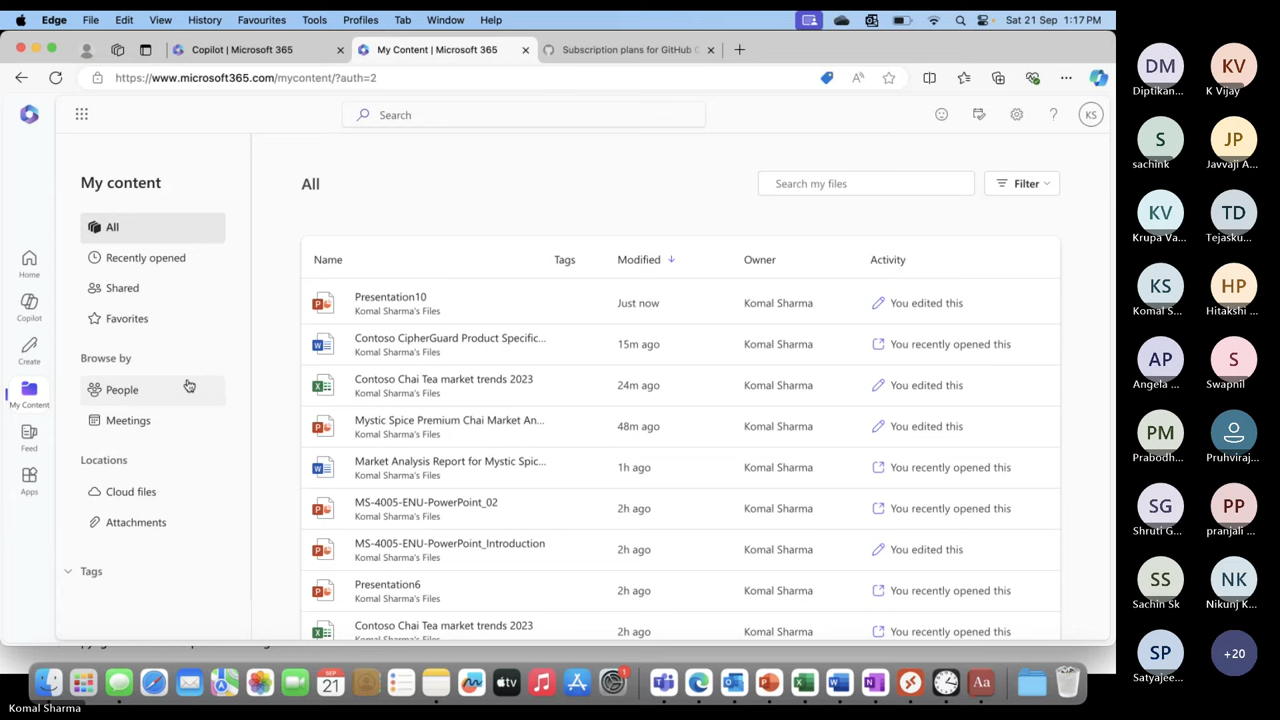 Edge File Edit View History Favourites Tools Profiles Tab Window Help Sat 21 Sep 1:17 PM
Copilot | Microsoft 365 My Content | Microsoft 365 Subscription plans for GitHub
https://www.microsoft365.com/mycontent/?auth=2
Search
KS
My content
All
Recently opened
Shared
Favorites
Browse by
People
Meetings
Locations
Cloud files
Attachments
Tags
Home
Copilot
Create
My Content
Feed
Apps
All
Search my files
Filter
Name Tags Modified Owner Activity
Presentation10
Komal Sharma's Files
Just now Komal Sharma You edited this
Contoso CipherGuard Product Specific...
Komal Sharma's Files
15m ago Komal Sharma You recently opened this
Contoso Chai Tea market trends 2023
Komal Sharma's Files
24m ago Komal Sharma You edited this
Mystic Spice Premium Chai Market An...
Komal Sharma's Files
48m ago Komal Sharma You edited this
Market Analysis Report for Mystic Spic...
Komal Sharma's Files
1h ago Komal Sharma You recently opened this
MS-4005-ENU-PowerPoint_02
Komal Sharma's Files
2h ago Komal Sharma You recently opened this
MS-4005-ENU-PowerPoint_Introduction
Komal Sharma's Files
2h ago Komal Sharma You edited this
Presentation6
Komal Sharma's Files
2h ago Komal Sharma You recently opened this
Contoso Chai Tea market trends 2023
Komal Sharma's Files
2h ago Komal Sharma You recently opened this
SEP
21
tv
Aa
Komal Sharma
DM KV
Diptikan... K Vijay
S JP
sachink Javvaji A...
KV TD
Krupa Va... Tejasku...
KS HP
Komal S... Hitakshi ...
AP S
Angela ... Swapnil
PM
Prabodh... Pruhviraj...
SG PP
Shruti G... pranjali ...
SS NK
Sachin Sk Nikunj K...
SP +20
Satyajee...